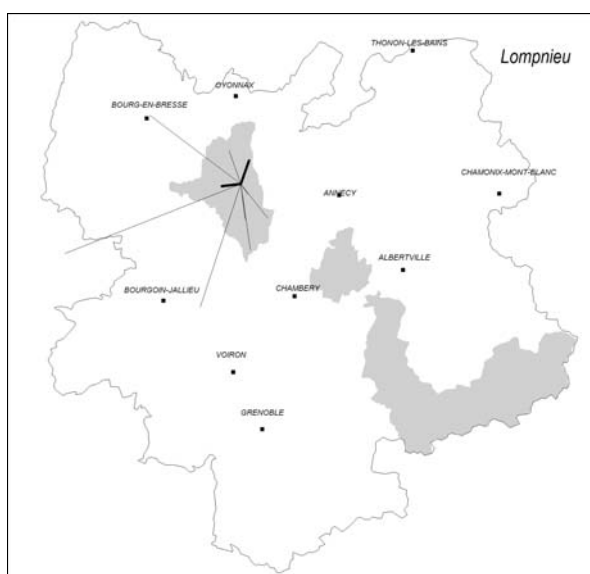 THONON-LES-BAINS
Lompnieu
OYONNAX
BOURG-EN-BRESSE
CHAMONIX-MONT-BLANC
ANNECY
ALBERTVILLE
BOURGOIN-JALLIEU
CHAMBERY
VOIRON
GRENOBLE